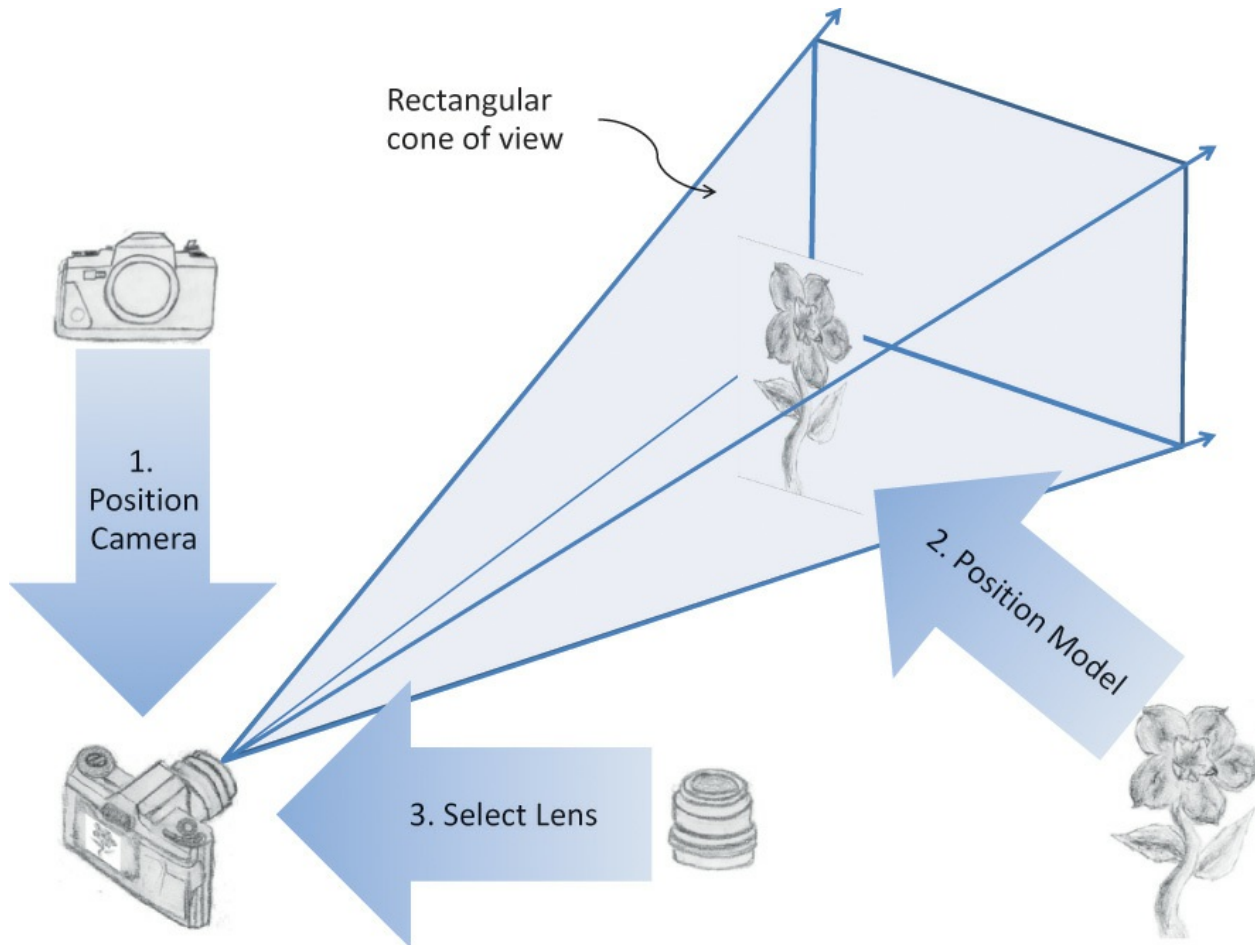 Rectangular
cone of view
1.
Position
Camera
2. Position Model
3. Select Lens